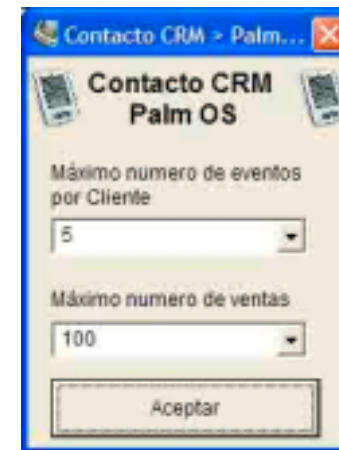 Contacto CRM > Palm...
Contacto CRM
Palm OS
Máximo numero de eventos
por Cliente
5
Máximo numero de ventas
100
Aceptar